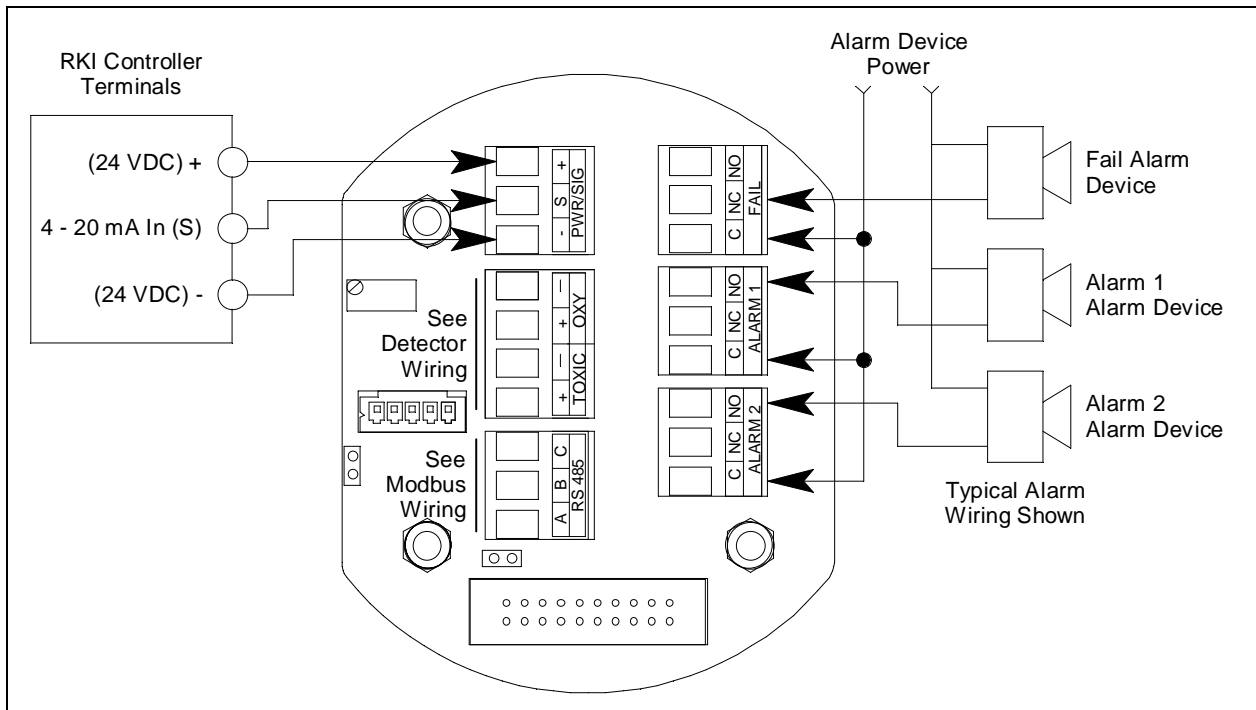 RKI Controller
Terminals
(24 VDC) +
4 - 20 mA In (S)
(24 VDC) -
- S +
PWR/SIG
See
Detector
Wiring
+ − + −
TOXIC OXY
See
Modbus
Wiring
A B C
RS 485
Alarm Device
Power
C NC NO
FAIL
C NC NO
ALARM 1
C NC NO
ALARM 2
Fail Alarm
Device
Alarm 1
Alarm Device
Alarm 2
Alarm Device
Typical Alarm
Wiring Shown